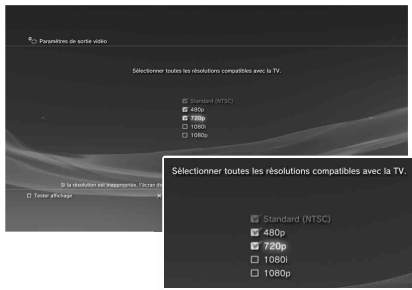 Paramètres de sortie vidéo
Sélectionner toutes les résolutions compatibles avec la TV.
Standard (NTSC)
480p
720p
1080i
1080p
Si la résolution est inappropriée, l'écran de
Tester affichage
Sélectionner toutes les résolutions compatibles avec la TV.
Standard (NTSC)
480p
720p
1080i
1080p